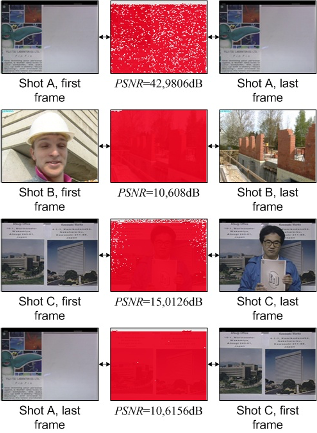 Shot A, first
frame
PSNR=42,9806dB
Shot A, last
frame
Shot B, first
frame
PSNR=10,608dB
Shot B, last
frame
Shot C, first
frame
PSNR=15,0126dB
Shot C, last
frame
Shot A, last
frame
PSNR=10,6156dB
Shot C, first
frame